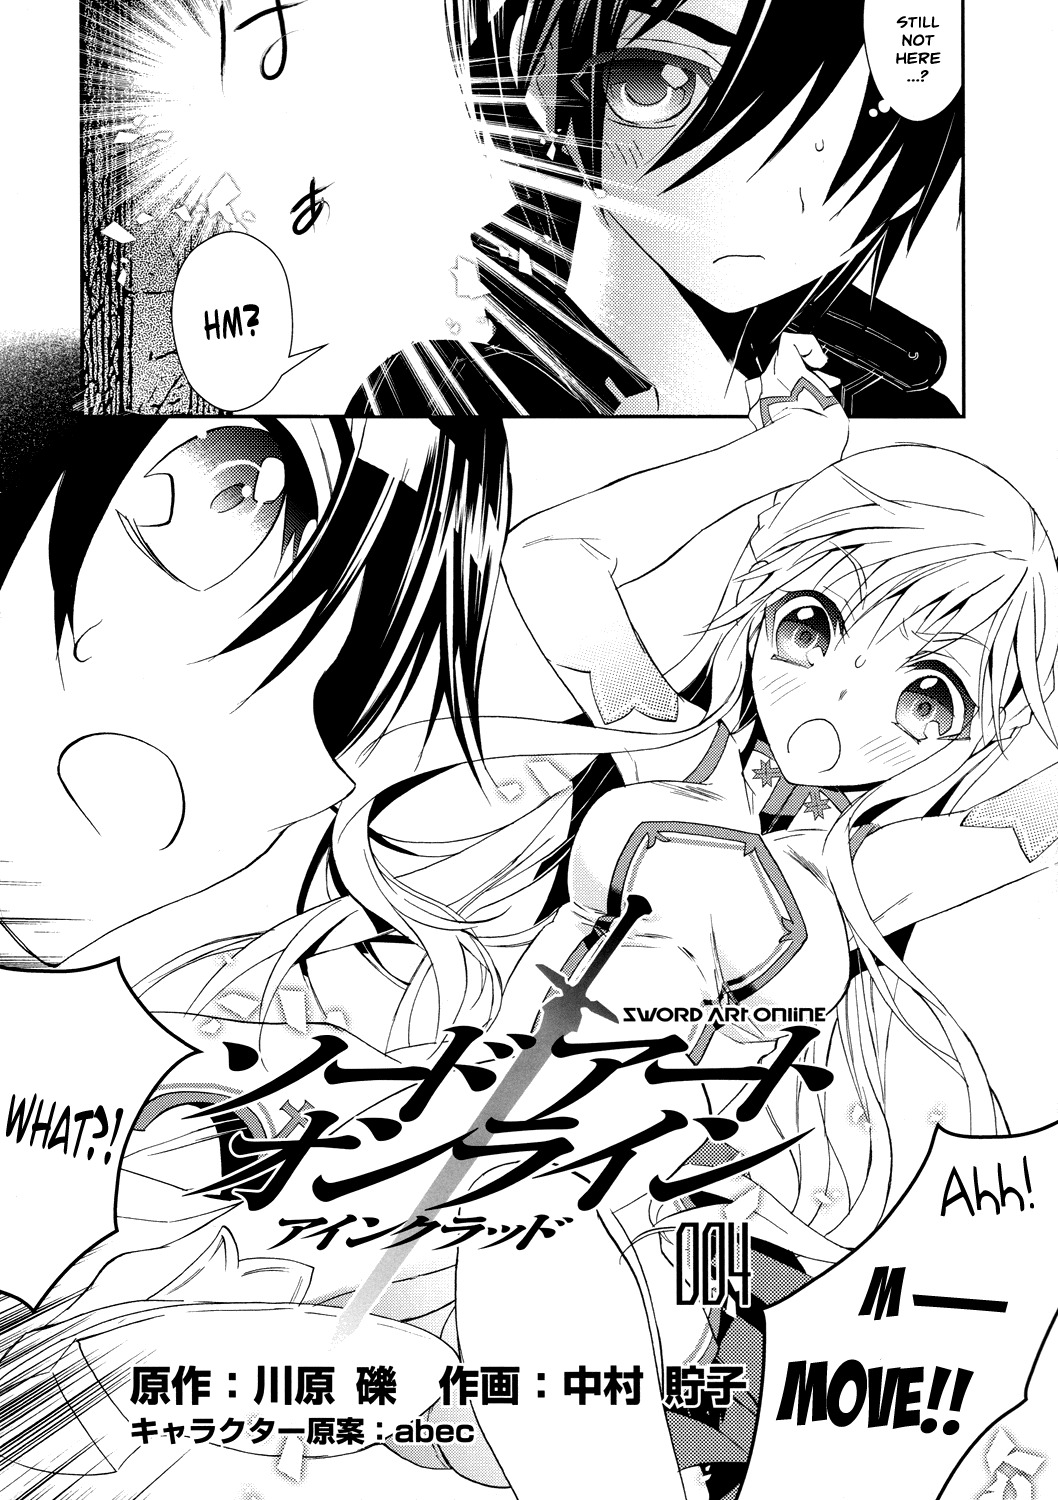 STILL
NOT
HERE
...?
ぱ
あ
HM?
WHAT?!
Ahh!
M—
MOVE!!
SWORD ART ONLINE
ソードアート
オンライン
アインクラッド
004
原作：川原 礫 作画：中村 貯子
キャラクター原案：abec